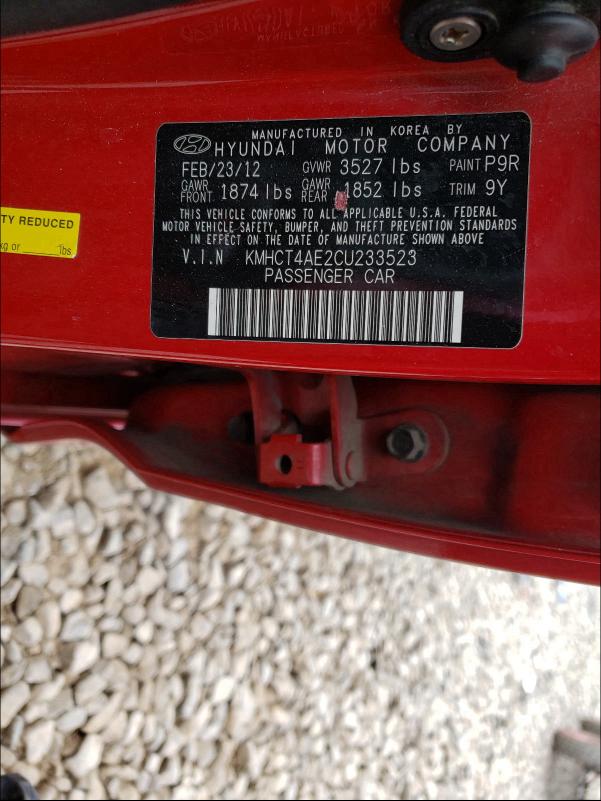 MANUFACTURED IN KOREA BY
HYUNDAI MOTOR COMPANY
FEB/23/12 GVWR 3527 lbs PAINT P9R
GAWR FRONT 1874 lbs GAWR REAR 1852 lbs TRIM 9Y
THIS VEHICLE CONFORMS TO ALL APPLICABLE U.S.A. FEDERAL
MOTOR VEHICLE SAFETY, BUMPER, AND THEFT PREVENTION STANDARDS
IN EFFECT ON THE DATE OF MANUFACTURE SHOWN ABOVE
V.I.N KMHCT4AE2CU233523
PASSENGER CAR
TY REDUCED
kg or lbs.